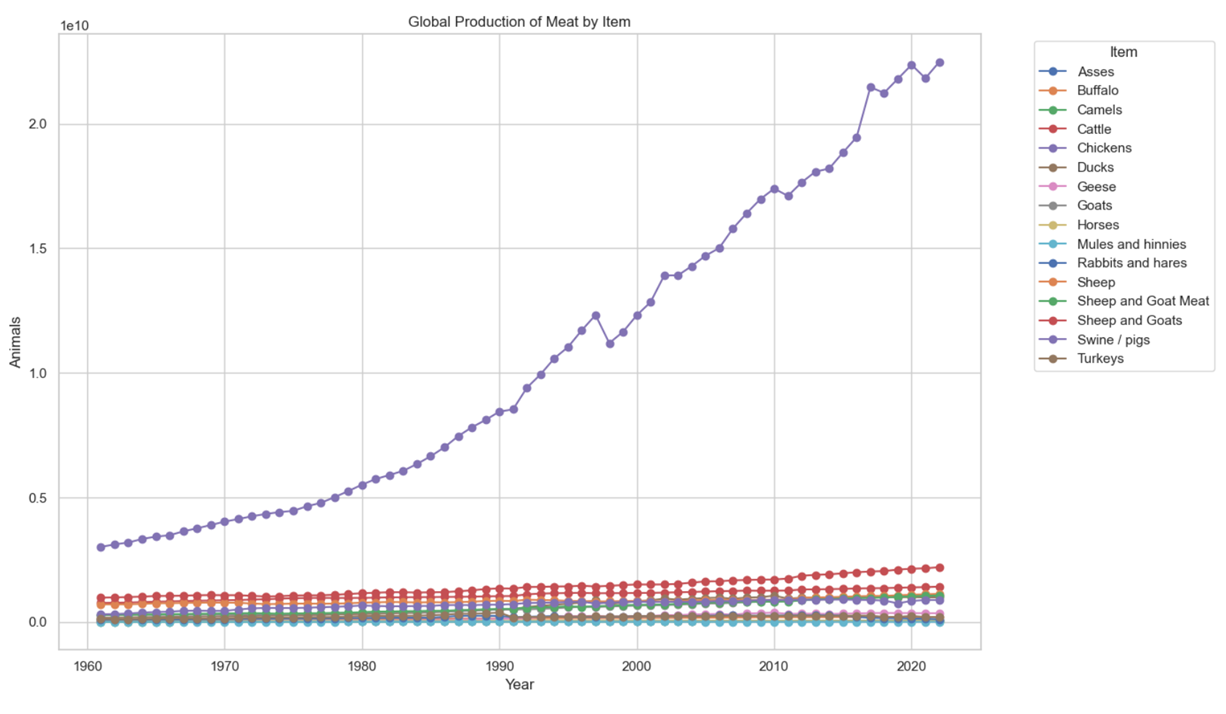 Global Production of Meat by Item
1e10
2.0
1.5
1.0
0.5
0.0
Animals
1960 1970 1980 1990 2000 2010 2020
Year
Item
Asses
Buffalo
Camels
Cattle
Chickens
Ducks
Geese
Goats
Horses
Mules and hinnies
Rabbits and hares
Sheep
Sheep and Goat Meat
Sheep and Goats
Swine / pigs
Turkeys